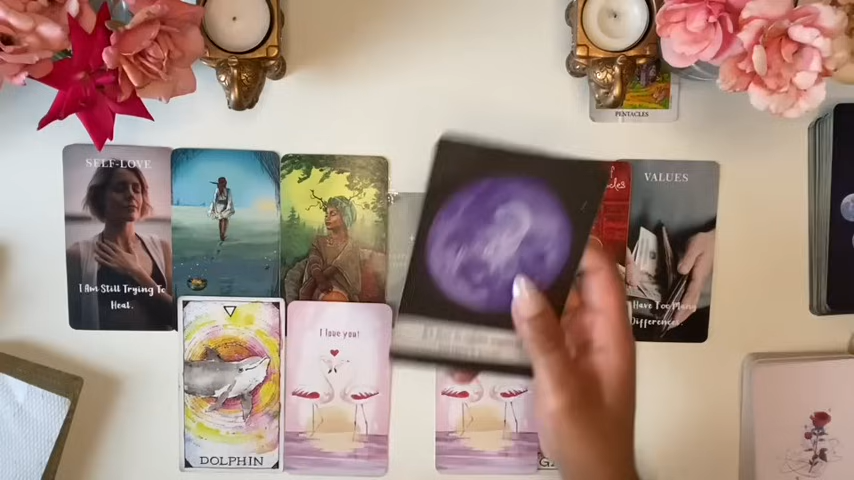 PENTACLES
SELF-LOVE
I Am Still Trying To
Heal.
VALUES
Have Too Many
Differences.
I love you!
DOLPHIN